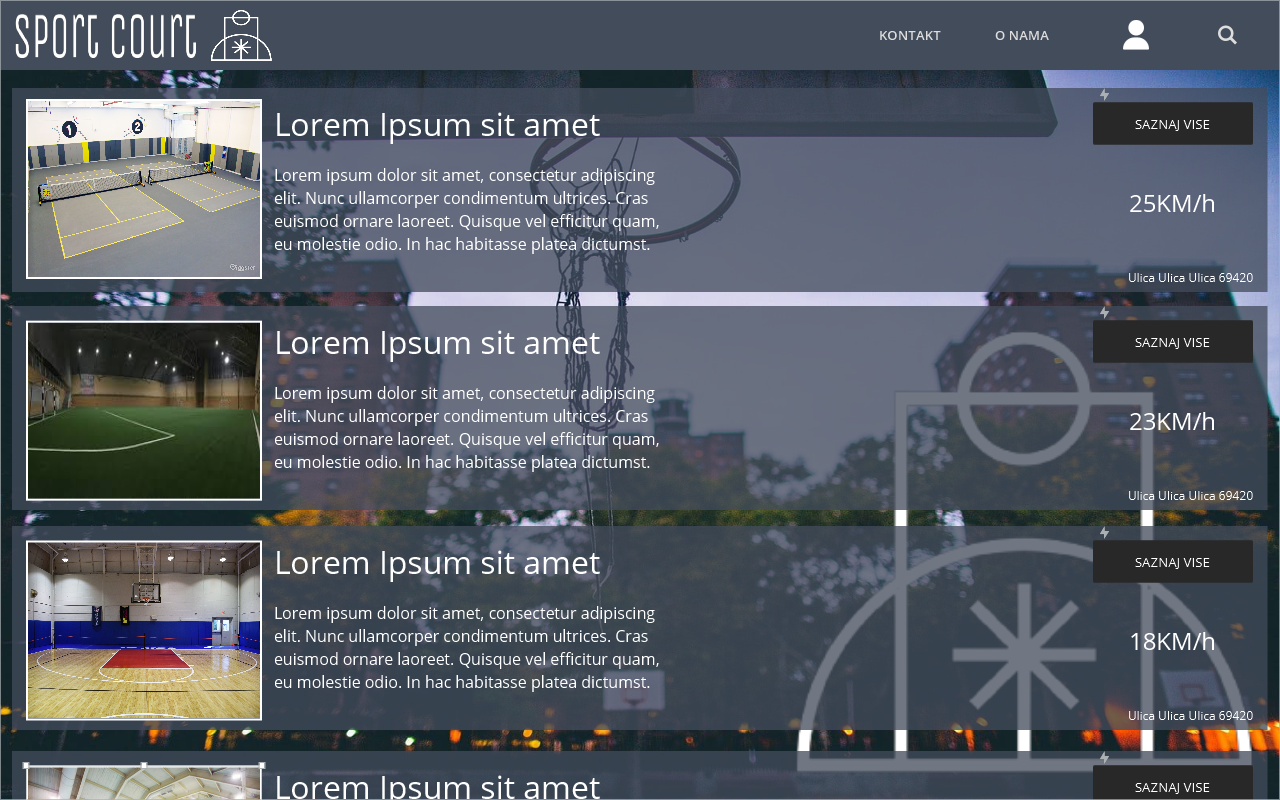 SPORT COURT
KONTAKT
O NAMA
1
2
Giggster
Lorem Ipsum sit amet
Lorem ipsum dolor sit amet, consectetur adipiscing
elit. Nunc ullamcorper condimentum ultrices. Cras
euismod ornare laoreet. Quisque vel efficitur quam,
eu molestie odio. In hac habitasse platea dictumst.
SAZNAJ VISE
25KM/h
Ulica Ulica Ulica 69420
Lorem Ipsum sit amet
Lorem ipsum dolor sit amet, consectetur adipiscing
elit. Nunc ullamcorper condimentum ultrices. Cras
euismod ornare laoreet. Quisque vel efficitur quam,
eu molestie odio. In hac habitasse platea dictumst.
SAZNAJ VISE
23KM/h
Ulica Ulica Ulica 69420
Lorem Ipsum sit amet
Lorem ipsum dolor sit amet, consectetur adipiscing
elit. Nunc ullamcorper condimentum ultrices. Cras
euismod ornare laoreet. Quisque vel efficitur quam,
eu molestie odio. In hac habitasse platea dictumst.
SAZNAJ VISE
18KM/h
Ulica Ulica Ulica 69420
Lorem Ipsum sit amet
SAZNAJ VISE